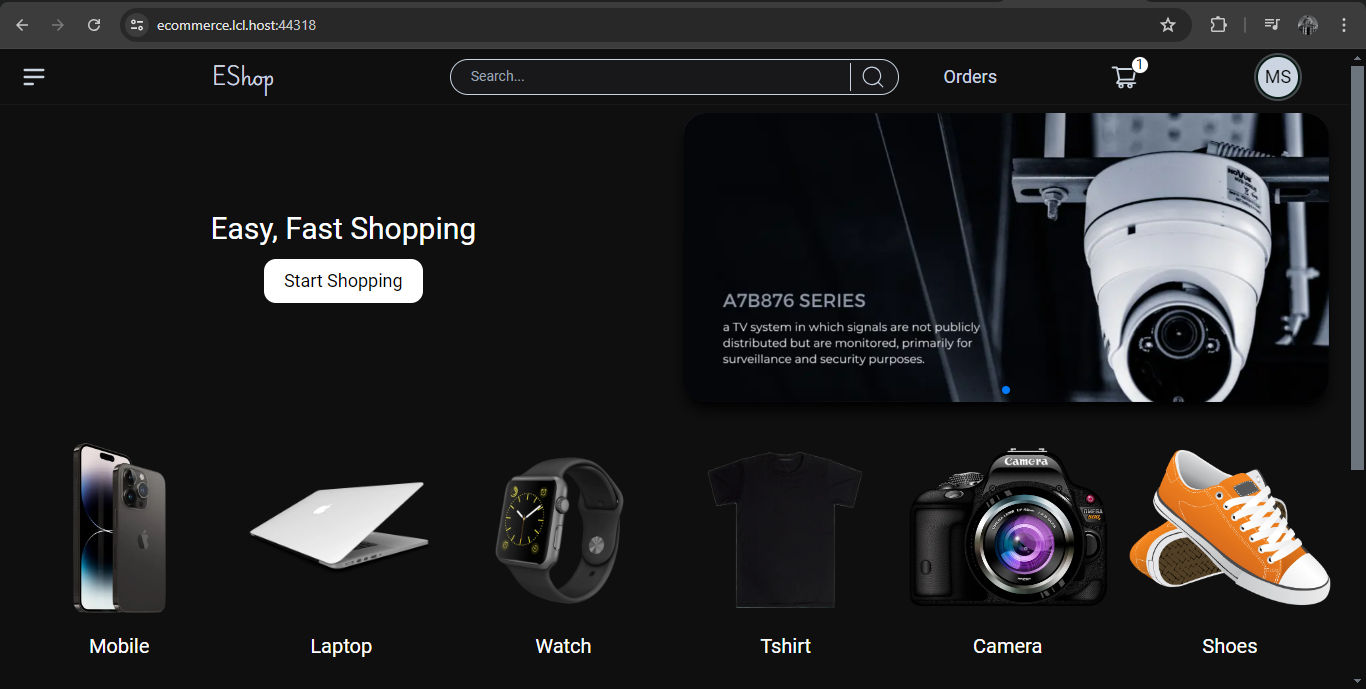 ecommerce.lcl.host:44318
EShop
Search...
Orders
1
MS
Easy, Fast Shopping
Start Shopping
NOVUS
A7B876 SERIES
a TV system in which signals are not publicly
distributed but are monitored, primarily for
surveillance and security purposes.
Camera
Mobile
Laptop
Watch
Tshirt
Camera
Shoes